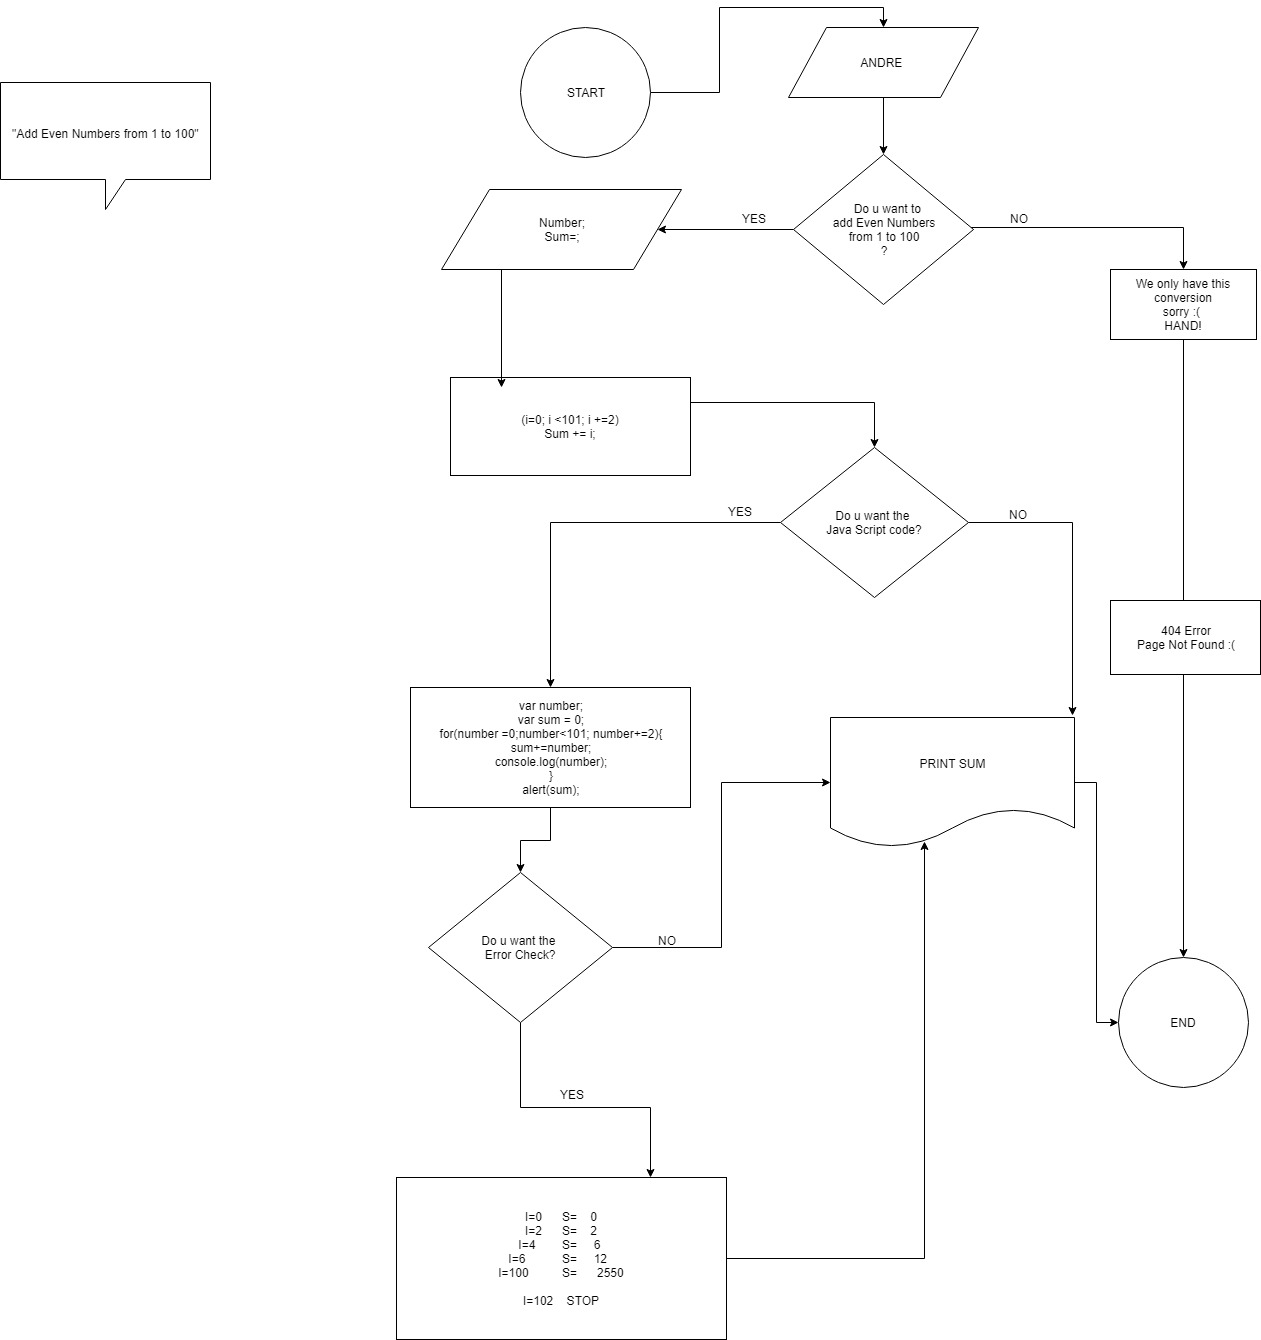 ANDRE
START
"Add Even Numbers from 1 to 100"
Do u want to
add Even Numbers
from 1 to 100
?
YES
NO
Number;
Sum=;
We only have this
conversion
sorry :(
HAND!
(i=0; i <101; i +=2)
Sum += i;
Do u want the
Java Script code?
YES
NO
404 Error
Page Not Found :(
var number;
var sum = 0;
for(number =0;number<101; number+=2){
sum+=number;
console.log(number);
}
alert(sum);
PRINT SUM
Do u want the
Error Check?
NO
END
YES
I=0 S= 0
I=2 S= 2
I=4 S= 6
I=6 S= 12
I=100 S= 2550
I=102 STOP